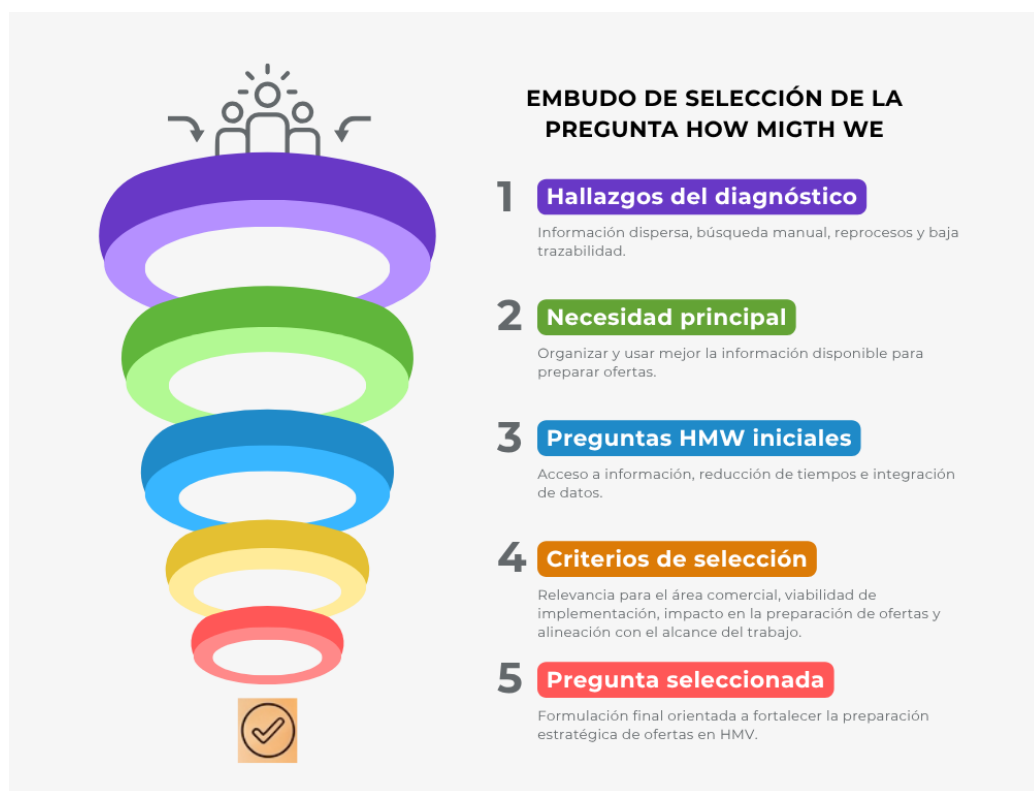 EMBUDO DE SELECCIÓN DE LA
PREGUNTA HOW MIGTH WE
1 Hallazgos del diagnóstico
Información dispersa, búsqueda manual, reprocesos y baja
trazabilidad.
2 Necesidad principal
Organizar y usar mejor la información disponible para
preparar ofertas.
3 Preguntas HMW iniciales
Acceso a información, reducción de tiempos e integración
de datos.
4 Criterios de selección
Relevancia para el área comercial, viabilidad de
implementación, impacto en la preparación de ofertas y
alineación con el alcance del trabajo.
5 Pregunta seleccionada
Formulación final orientada a fortalecer la preparación
estratégica de ofertas en HMV.